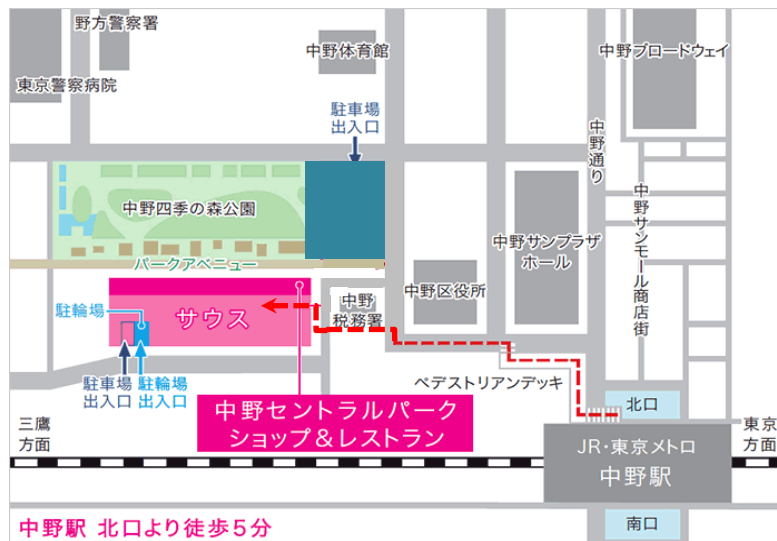 野方警察署
東京警察病院
中野体育館
中野ブロードウェイ
駐車場
出入口
中野通り
中野四季の森公園
中野サンモール商店街
中野サンプラザ
ホール
パークアベニュー
中野区役所
中野
税務署
駐輪場
サウス
駐車場
出入口
駐輪場
出入口
ペデストリアンデッキ
北口
中野セントラルパーク
ショップ&レストラン
三鷹
方面
東京
方面
JR・東京メトロ
中野駅
南口
中野駅 北口より徒歩5分